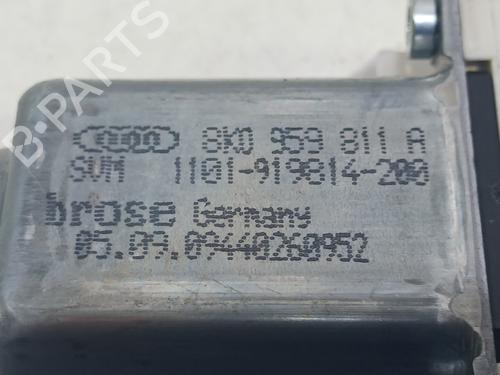 B-Parts
8K0 959 811 A
SVM 1101-919814-200
brose Germany
05.09.09440260952